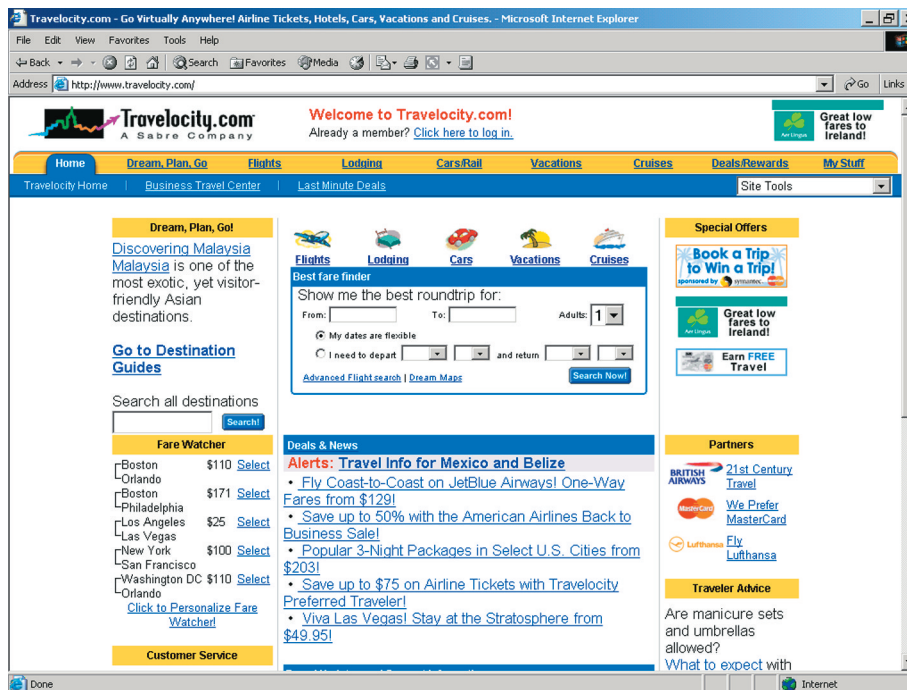 Travelocity.com - Go Virtually Anywhere! Airline Tickets, Hotels, Cars, Vacations and Cruises. - Microsoft Internet Explorer
File Edit View Favorites Tools Help
Back Search Favorites Media
Address http://www.travelocity.com/ Go Links
Travelocity.com
A Sabre Company
Welcome to Travelocity.com!
Already a member? Click here to log in.
Aer Lingus
Great low
fares to
Ireland!
Home Dream, Plan, Go Flights Lodging Cars/Rail Vacations Cruises Deals/Rewards My Stuff
Travelocity Home | Business Travel Center | Last Minute Deals Site Tools
Dream, Plan, Go!
Discovering Malaysia
Malaysia is one of the
most exotic, yet visitor-
friendly Asian
destinations.
Go to Destination
Guides
Search all destinations
Search!
Fare Watcher
Boston $110 Select
Orlando
Boston $171 Select
Philadelphia
Los Angeles $25 Select
Las Vegas
New York $100 Select
San Francisco
Washington DC $110 Select
Orlando
Click to Personalize Fare
Watcher!
Customer Service
Flights Lodging Cars Vacations Cruises
Best fare finder
Show me the best roundtrip for:
From: To: Adults: 1
My dates are flexible
I need to depart and return
Advanced Flight search | Dream Maps Search Now!
Deals & News
Alerts: Travel Info for Mexico and Belize
• Fly Coast-to-Coast on JetBlue Airways! One-Way
Fares from $129!
• Save up to 50% with the American Airlines Back to
Business Sale!
• Popular 3-Night Packages in Select U.S. Cities from
$203!
• Save up to $75 on Airline Tickets with Travelocity
Preferred Traveler!
• Viva Las Vegas! Stay at the Stratosphere from
$49.95!
Special Offers
Book a Trip
to Win a Trip!
sponsored by symantec.
MasterCard
Aer Lingus
Great low
fares to
Ireland!
Earn FREE
Travel
Partners
BRITISH AIRWAYS
21st Century
Travel
MasterCard
We Prefer
MasterCard
Lufthansa
Fly
Lufthansa
Traveler Advice
Are manicure sets
and umbrellas
allowed?
What to expect with
Done Internet